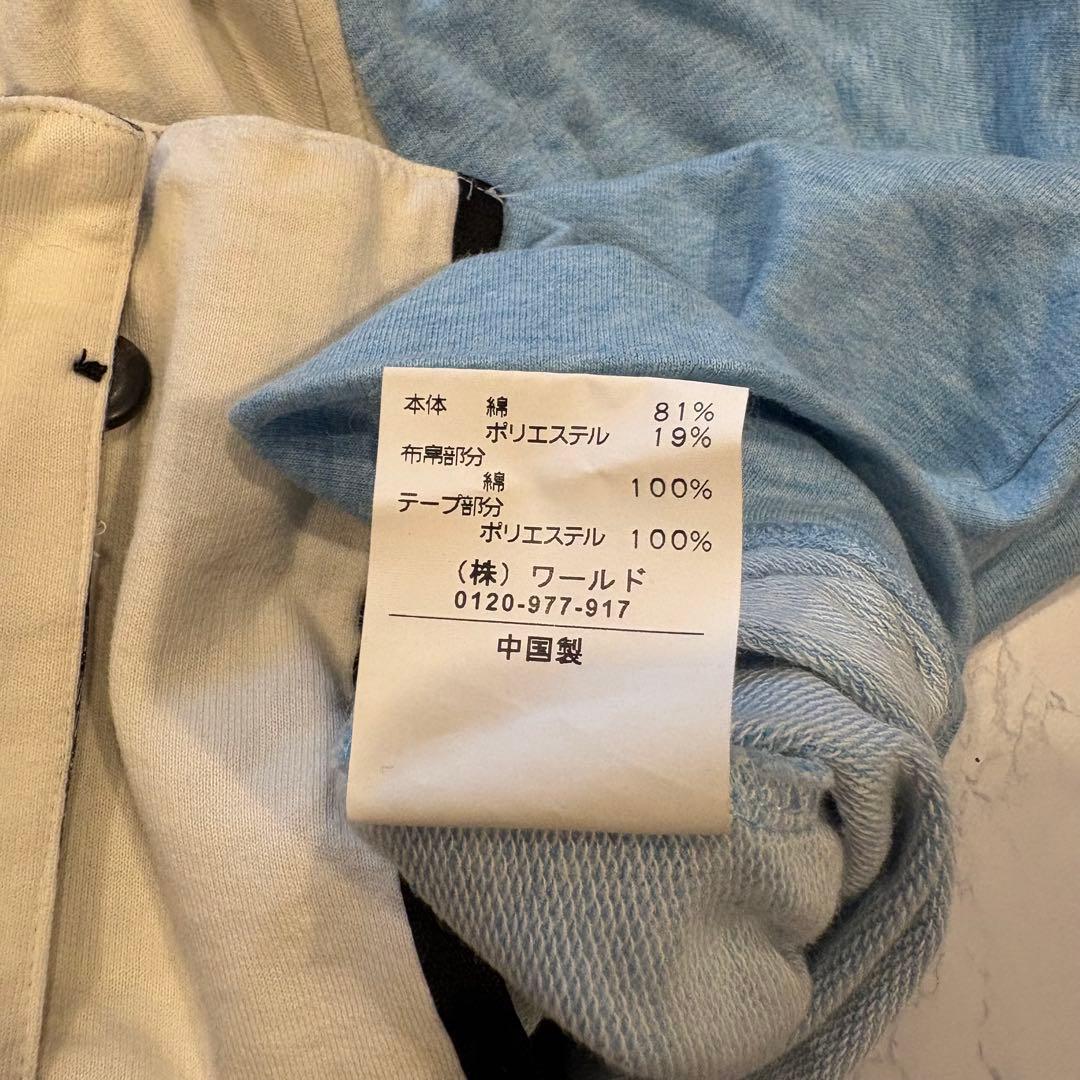 本体 綿 81%
ポリエステル 19%
布帛部分
綿 100%
テープ部分
ポリエステル 100%
(株) ワールド
0120-977-917
中国製